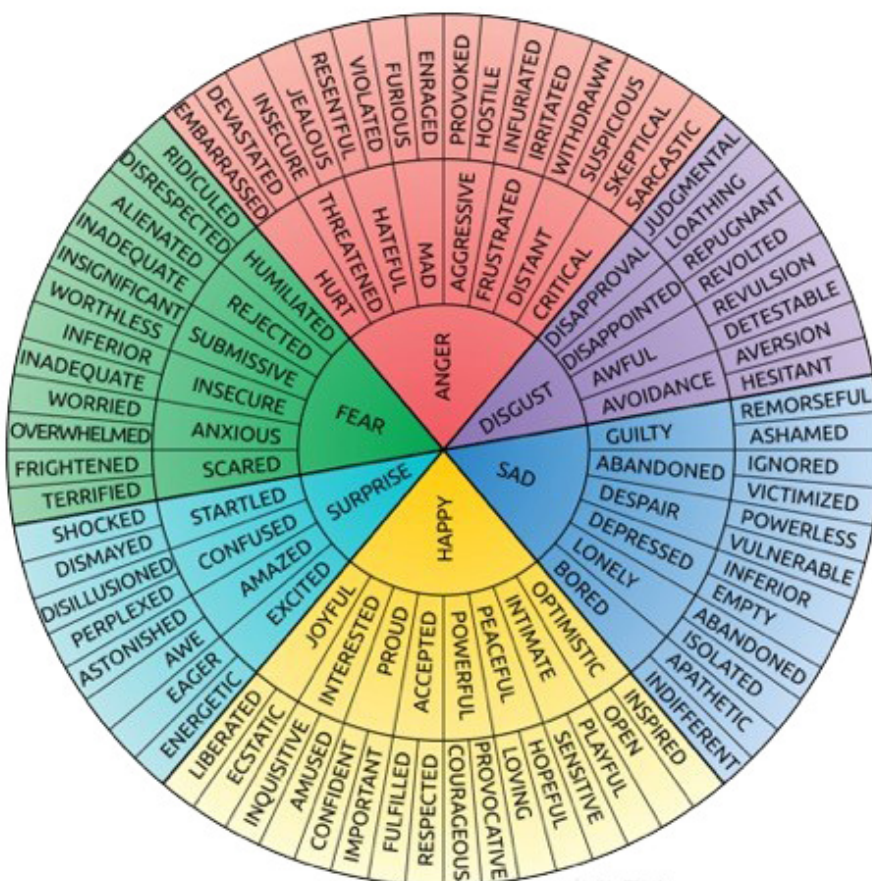 ANGER
HURT
THREATENED
HATEFUL
MAD
AGGRESSIVE
FRUSTRATED
DISTANT
CRITICAL
EMBARRASSED
DEVASTATED
INSECURE
JEALOUS
RESENTFUL
VIOLATED
FURIOUS
ENRAGED
PROVOKED
HOSTILE
INFURIATED
IRRITATED
WITHDRAWN
SUSPICIOUS
SKEPTICAL
SARCASTIC
DISGUST
DISAPPROVAL
DISAPPOINTED
AWFUL
AVOIDANCE
JUDGMENTAL
LOATHING
REPUGNANT
REVOLTED
REVULSION
DETESTABLE
AVERSION
HESITANT
SAD
GUILTY
ABANDONED
DESPAIR
DEPRESSED
LONELY
BORED
REMORSEFUL
ASHAMED
IGNORED
VICTIMIZED
POWERLESS
VULNERABLE
INFERIOR
EMPTY
ABANDONED
ISOLATED
APATHETIC
INDIFFERENT
HAPPY
OPTIMISTIC
INTIMATE
PEACEFUL
POWERFUL
ACCEPTED
PROUD
INTERESTED
JOYFUL
INSPIRED
OPEN
PLAYFUL
SENSITIVE
HOPEFUL
LOVING
PROVOCATIVE
COURAGEOUS
RESPECTED
FULFILLED
IMPORTANT
CONFIDENT
AMUSED
INQUISITIVE
ECSTATIC
LIBERATED
SURPRISE
EXCITED
AMAZED
CONFUSED
STARTLED
ENERGETIC
EAGER
AWE
ASTONISHED
PERPLEXED
DISILLUSIONED
DISMAYED
SHOCKED
FEAR
SCARED
ANXIOUS
INSECURE
SUBMISSIVE
REJECTED
HUMILIATED
TERRIFIED
FRIGHTENED
OVERWHELMED
WORRIED
INADEQUATE
INFERIOR
WORTHLESS
INSIGNIFICANT
INADEQUATE
ALIENATED
DISRESPECTED
RIDICULED